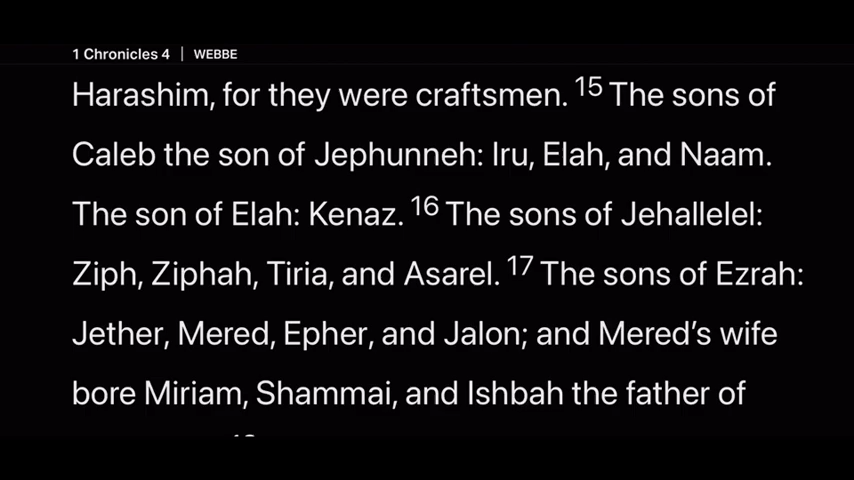 1 Chronicles 4 | WEBBE
Harashim, for they were craftsmen. 15 The sons of
Caleb the son of Jephunneh: Iru, Elah, and Naam.
The son of Elah: Kenaz. 16 The sons of Jehallelel:
Ziph, Ziphah, Tiria, and Asarel. 17 The sons of Ezrah:
Jether, Mered, Epher, and Jalon; and Mered’s wife
bore Miriam, Shammai, and Ishbah the father of